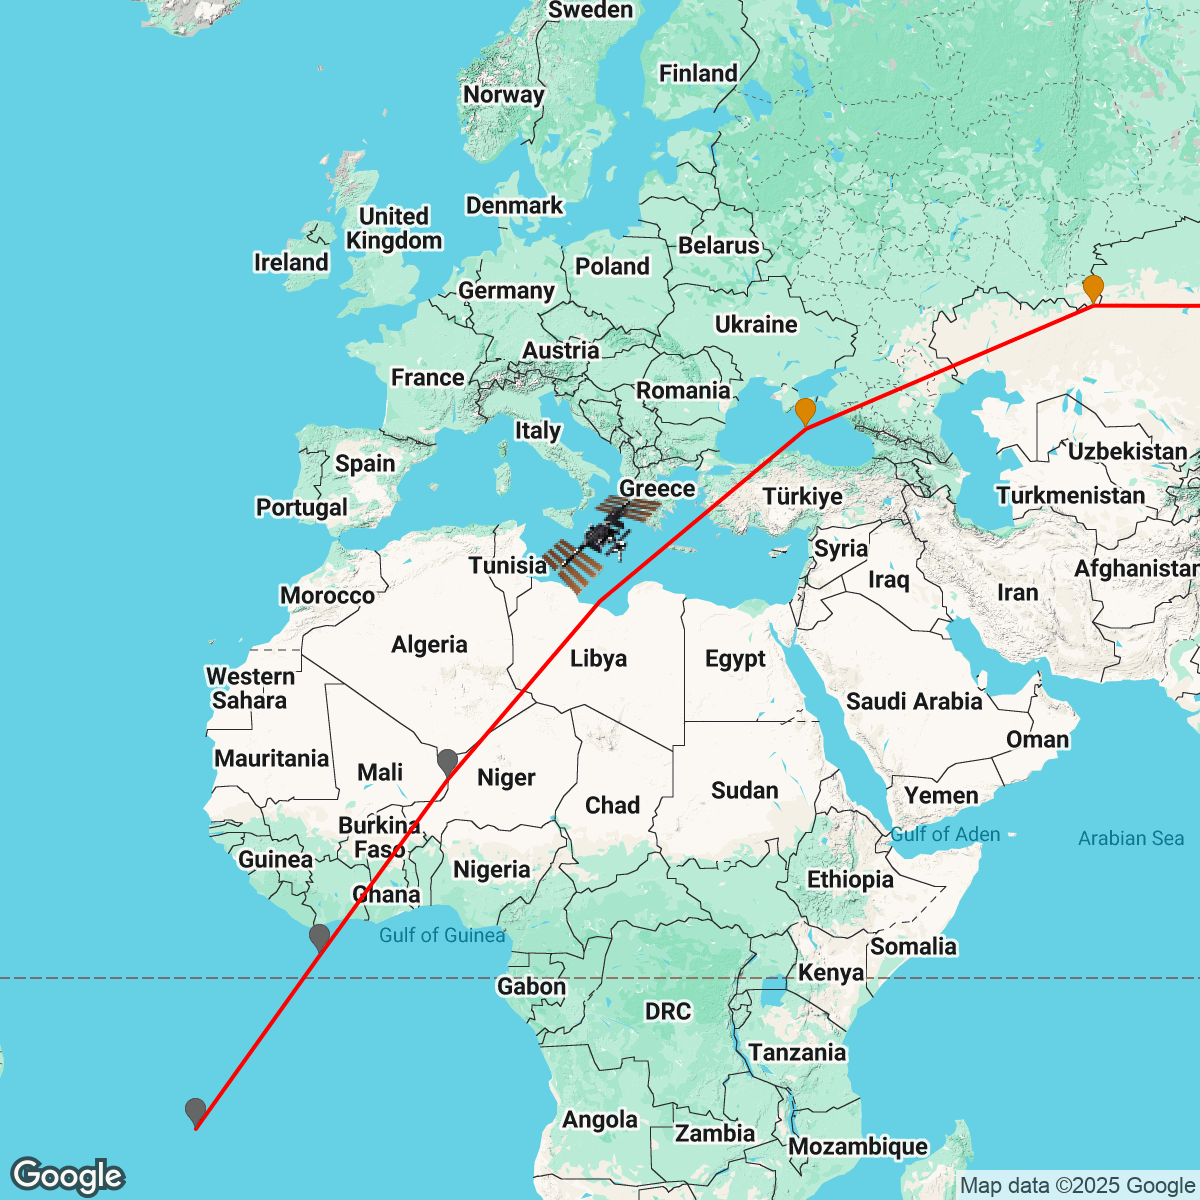 Sweden
Finland
Norway
Denmark
United
Kingdom
Ireland
Belarus
Poland
Germany
Ukraine
Austria
France
Romania
Italy
Spain
Portugal
Greece
Türkiye
Uzbekistan
Turkmenistan
Tunisia
Syria
Iraq
Iran
Afghanistan
Morocco
Algeria
Libya
Egypt
Western
Sahara
Saudi Arabia
Oman
Mauritania
Mali
Niger
Chad
Sudan
Yemen
Gulf of Aden
Arabian Sea
Burkina
Faso
Guinea
Nigeria
Ghana
Ethiopia
Gulf of Guinea
Somalia
Kenya
Gabon
DRC
Tanzania
Angola
Zambia
Mozambique
Google
Map data ©2025 Google